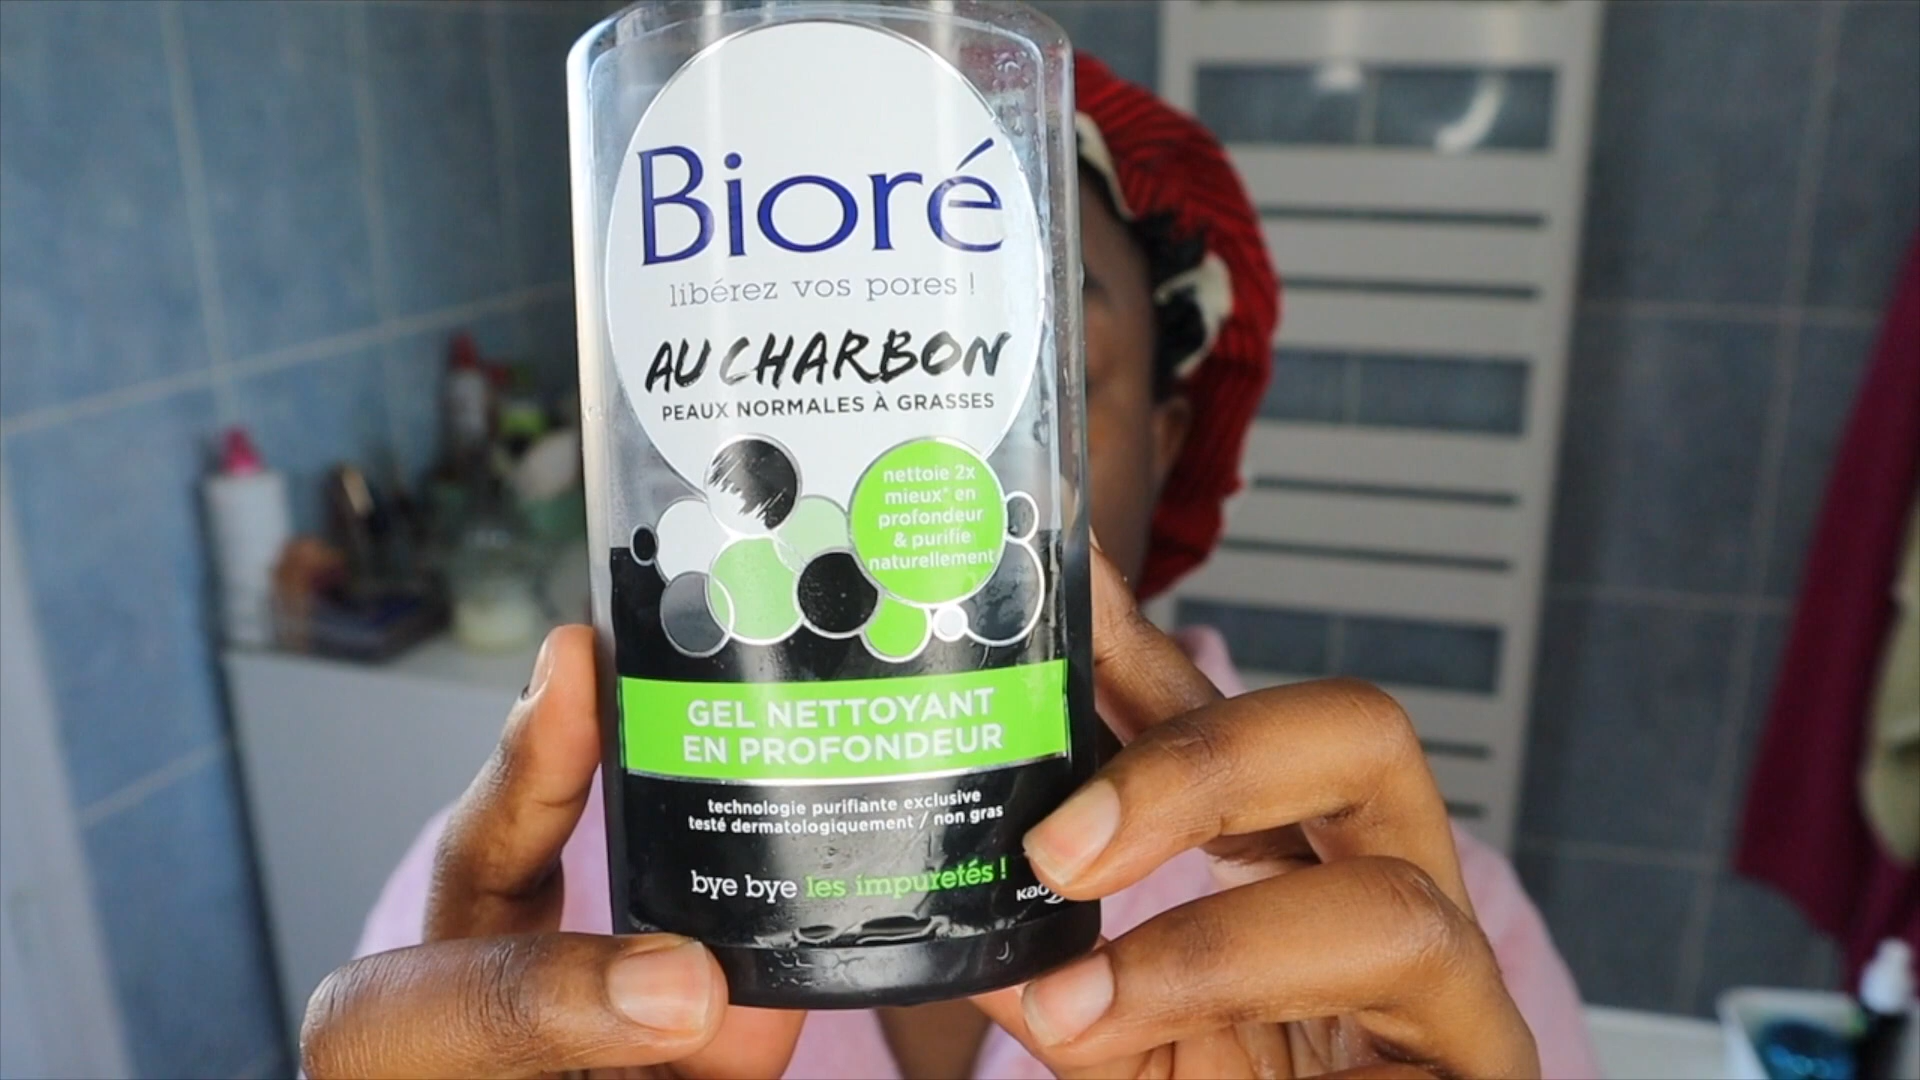 Bioré
libérez vos pores !
AU CHARBON
PEAUX NORMALES À GRASSES
nettoie 2x
mieux* en
profondeur
& purifie
naturellement
GEL NETTOYANT
EN PROFONDEUR
technologie purifiante exclusive
testé dermatologiquement / non gras
bye bye les impuretés !
Kao